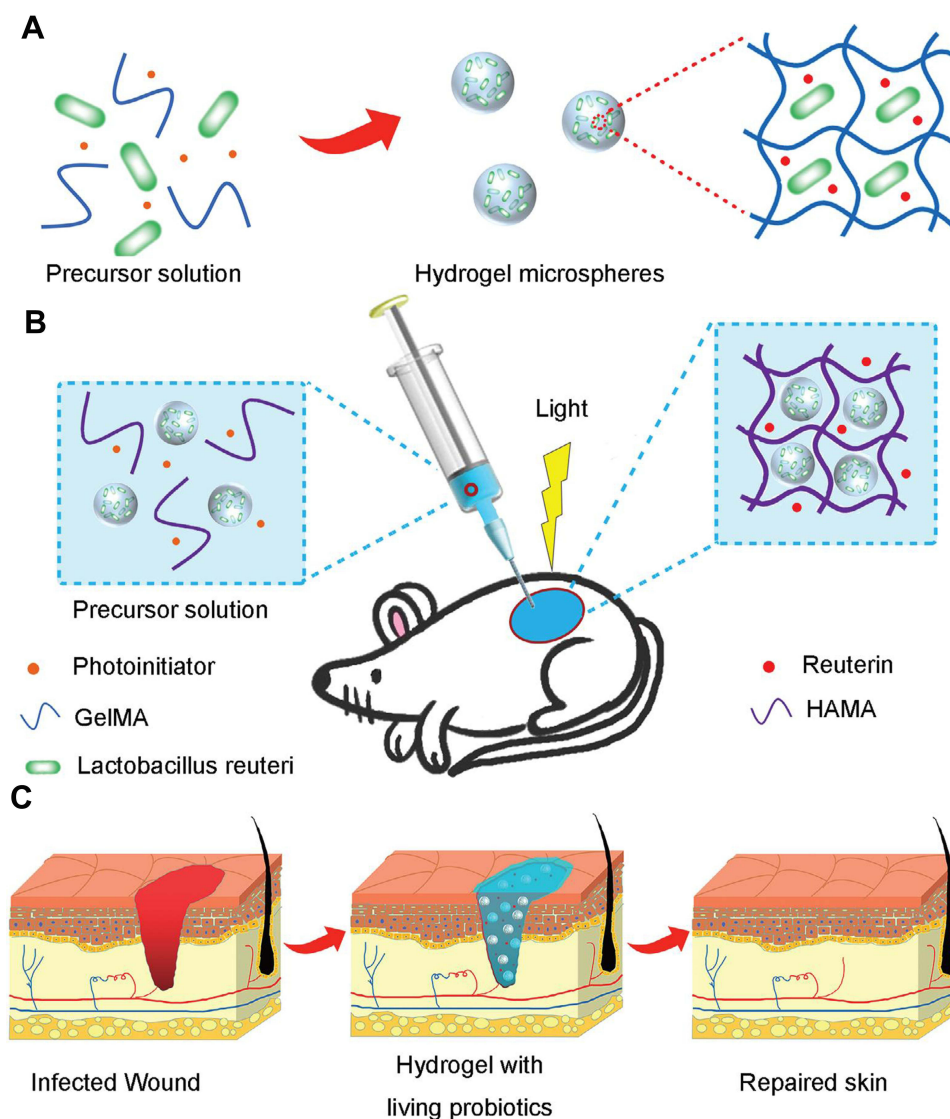 A
Precursor solution
Hydrogel microspheres
B
Light
Precursor solution
Photoinitiator
GelMA
Lactobacillus reuteri
Reuterin
HAMA
C
Infected Wound
Hydrogel with
living probiotics
Repaired skin